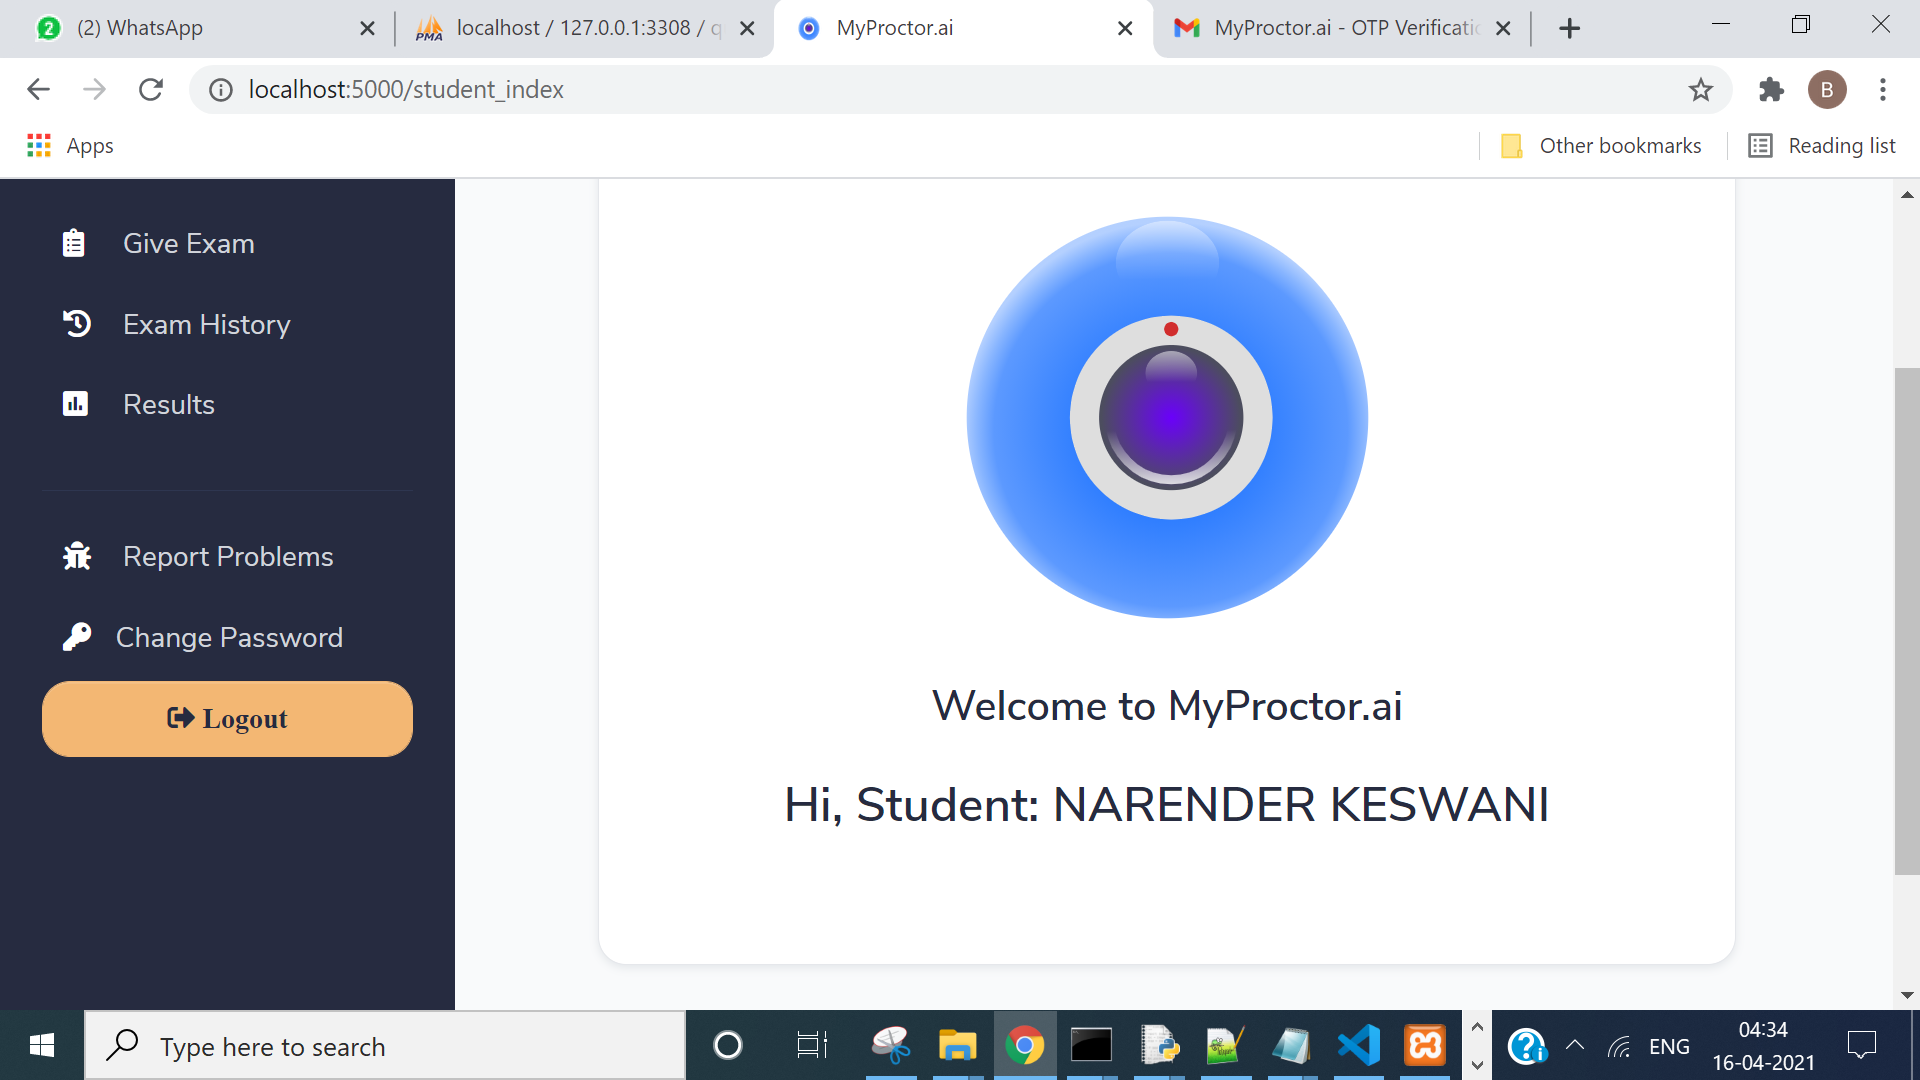 (2) WhatsApp
localhost / 127.0.0.1:3308 / q
MyProctor.ai
MyProctor.ai - OTP Verificati
localhost:5000/student_index
B
Apps
Other bookmarks
Reading list
Give Exam
Exam History
Results
Report Problems
Change Password
Logout
Welcome to MyProctor.ai
Hi, Student: NARENDER KESWANI
Type here to search
ENG
04:34
16-04-2021